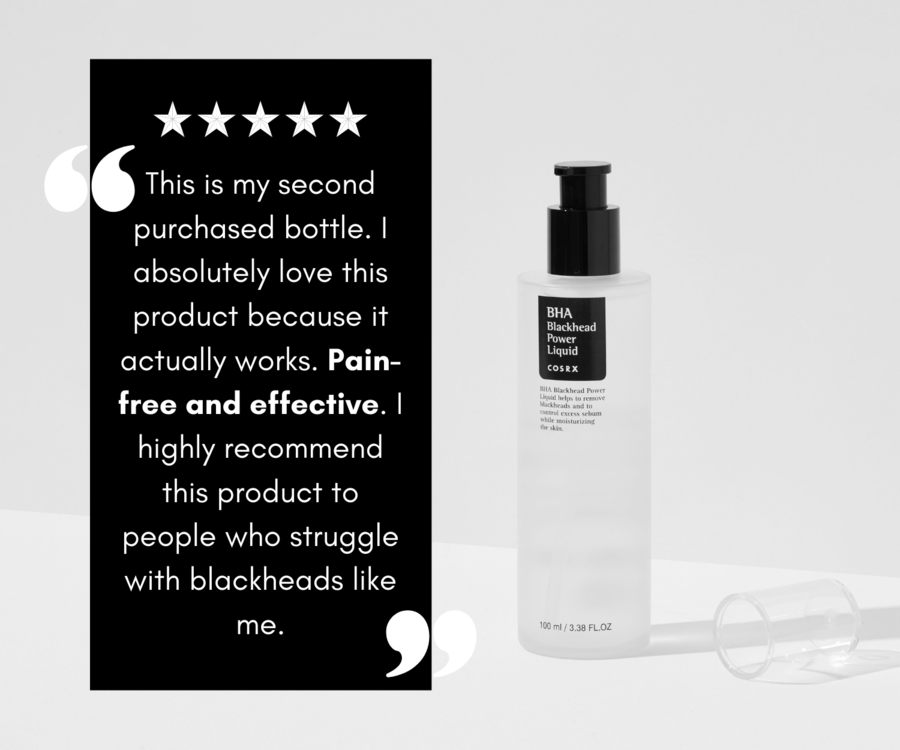 This is my second
purchased bottle. I
absolutely love this
product because it
actually works. Pain-
free and effective. I
highly recommend
this product to
people who struggle
with blackheads like
me.
BHA
Blackhead
Power
Liquid
COSRX
BHA Blackhead Power
Liquid helps to remove
blackheads and to
control excess sebum
while moisturizing
the skin.
100 ml / 3.38 FL.OZ